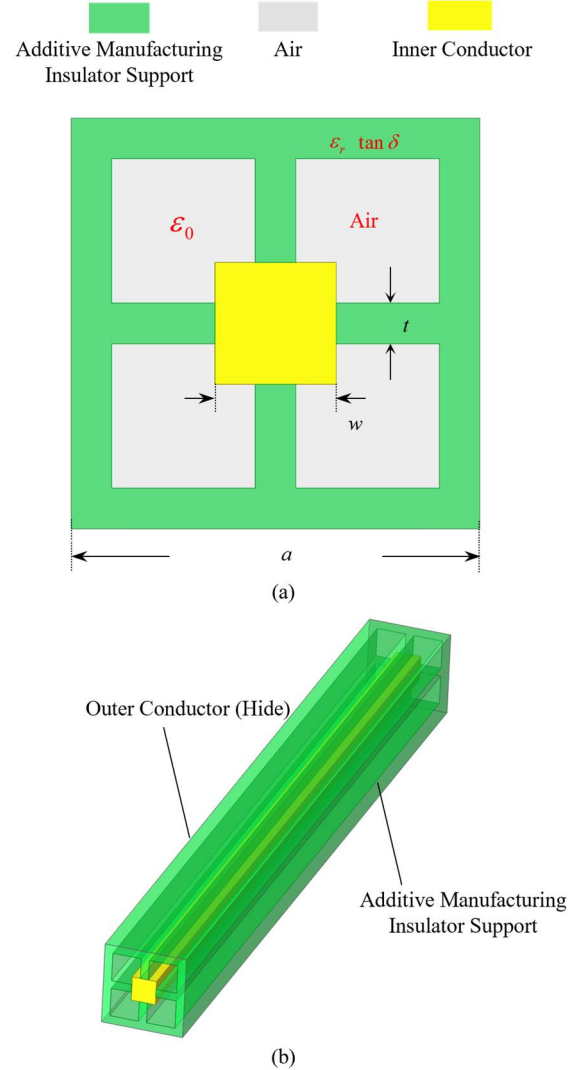 Additive Manufacturing
Insulator Support
Air
Inner Conductor
εᵣ tan δ
ε₀
Air
t
w
a
(a)
Outer Conductor (Hide)
Additive Manufacturing
Insulator Support
(b)